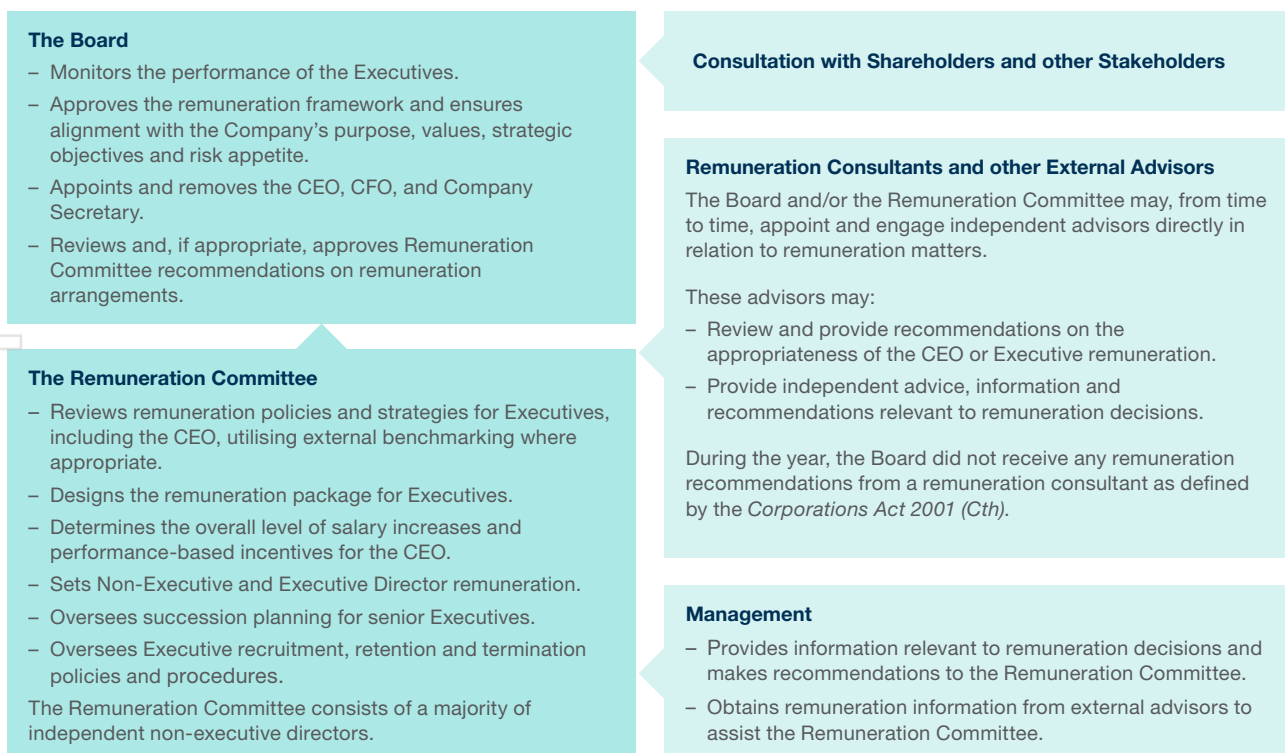 The Board
– Monitors the performance of the Executives.
– Approves the remuneration framework and ensures
alignment with the Company’s purpose, values, strategic
objectives and risk appetite.
– Appoints and removes the CEO, CFO, and Company
Secretary.
– Reviews and, if appropriate, approves Remuneration
Committee recommendations on remuneration
arrangements.
The Remuneration Committee
– Reviews remuneration policies and strategies for Executives,
including the CEO, utilising external benchmarking where
appropriate.
– Designs the remuneration package for Executives.
– Determines the overall level of salary increases and
performance-based incentives for the CEO.
– Sets Non-Executive and Executive Director remuneration.
– Oversees succession planning for senior Executives.
– Oversees Executive recruitment, retention and termination
policies and procedures.
The Remuneration Committee consists of a majority of
independent non-executive directors.
Consultation with Shareholders and other Stakeholders
Remuneration Consultants and other External Advisors
The Board and/or the Remuneration Committee may, from time
to time, appoint and engage independent advisors directly in
relation to remuneration matters.
These advisors may:
– Review and provide recommendations on the
appropriateness of the CEO or Executive remuneration.
– Provide independent advice, information and
recommendations relevant to remuneration decisions.
During the year, the Board did not receive any remuneration
recommendations from a remuneration consultant as defined
by the Corporations Act 2001 (Cth).
Management
– Provides information relevant to remuneration decisions and
makes recommendations to the Remuneration Committee.
– Obtains remuneration information from external advisors to
assist the Remuneration Committee.